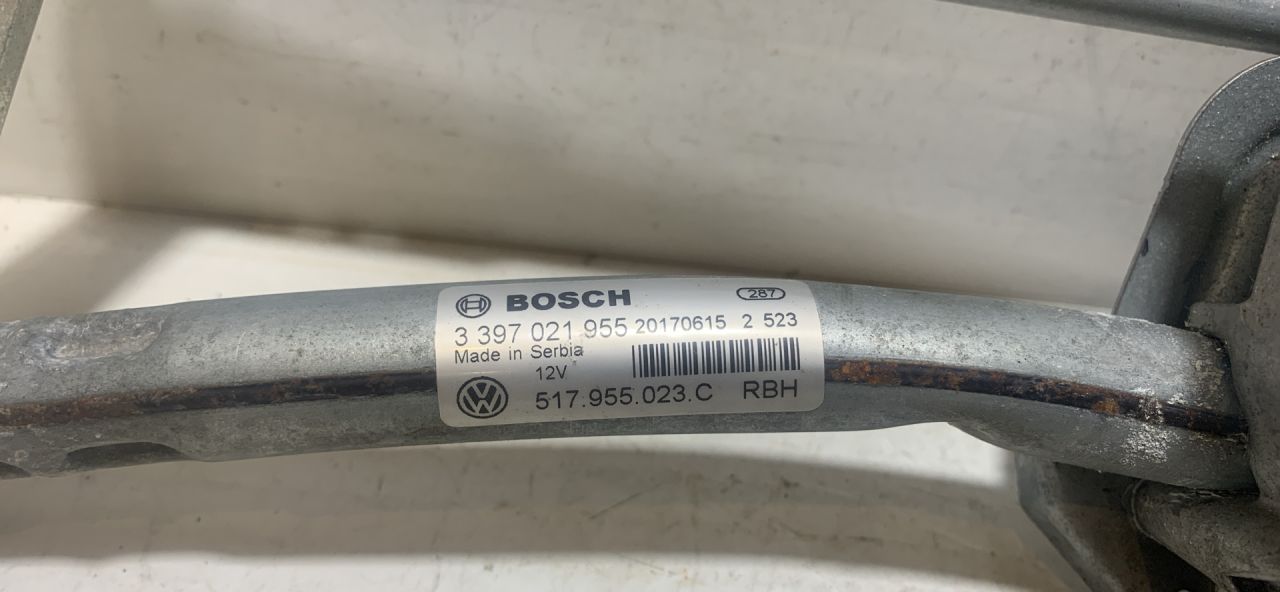 BOSCH 287
3 397 021 955 20170615 2 523
Made in Serbia
12V
517.955.023.C RBH